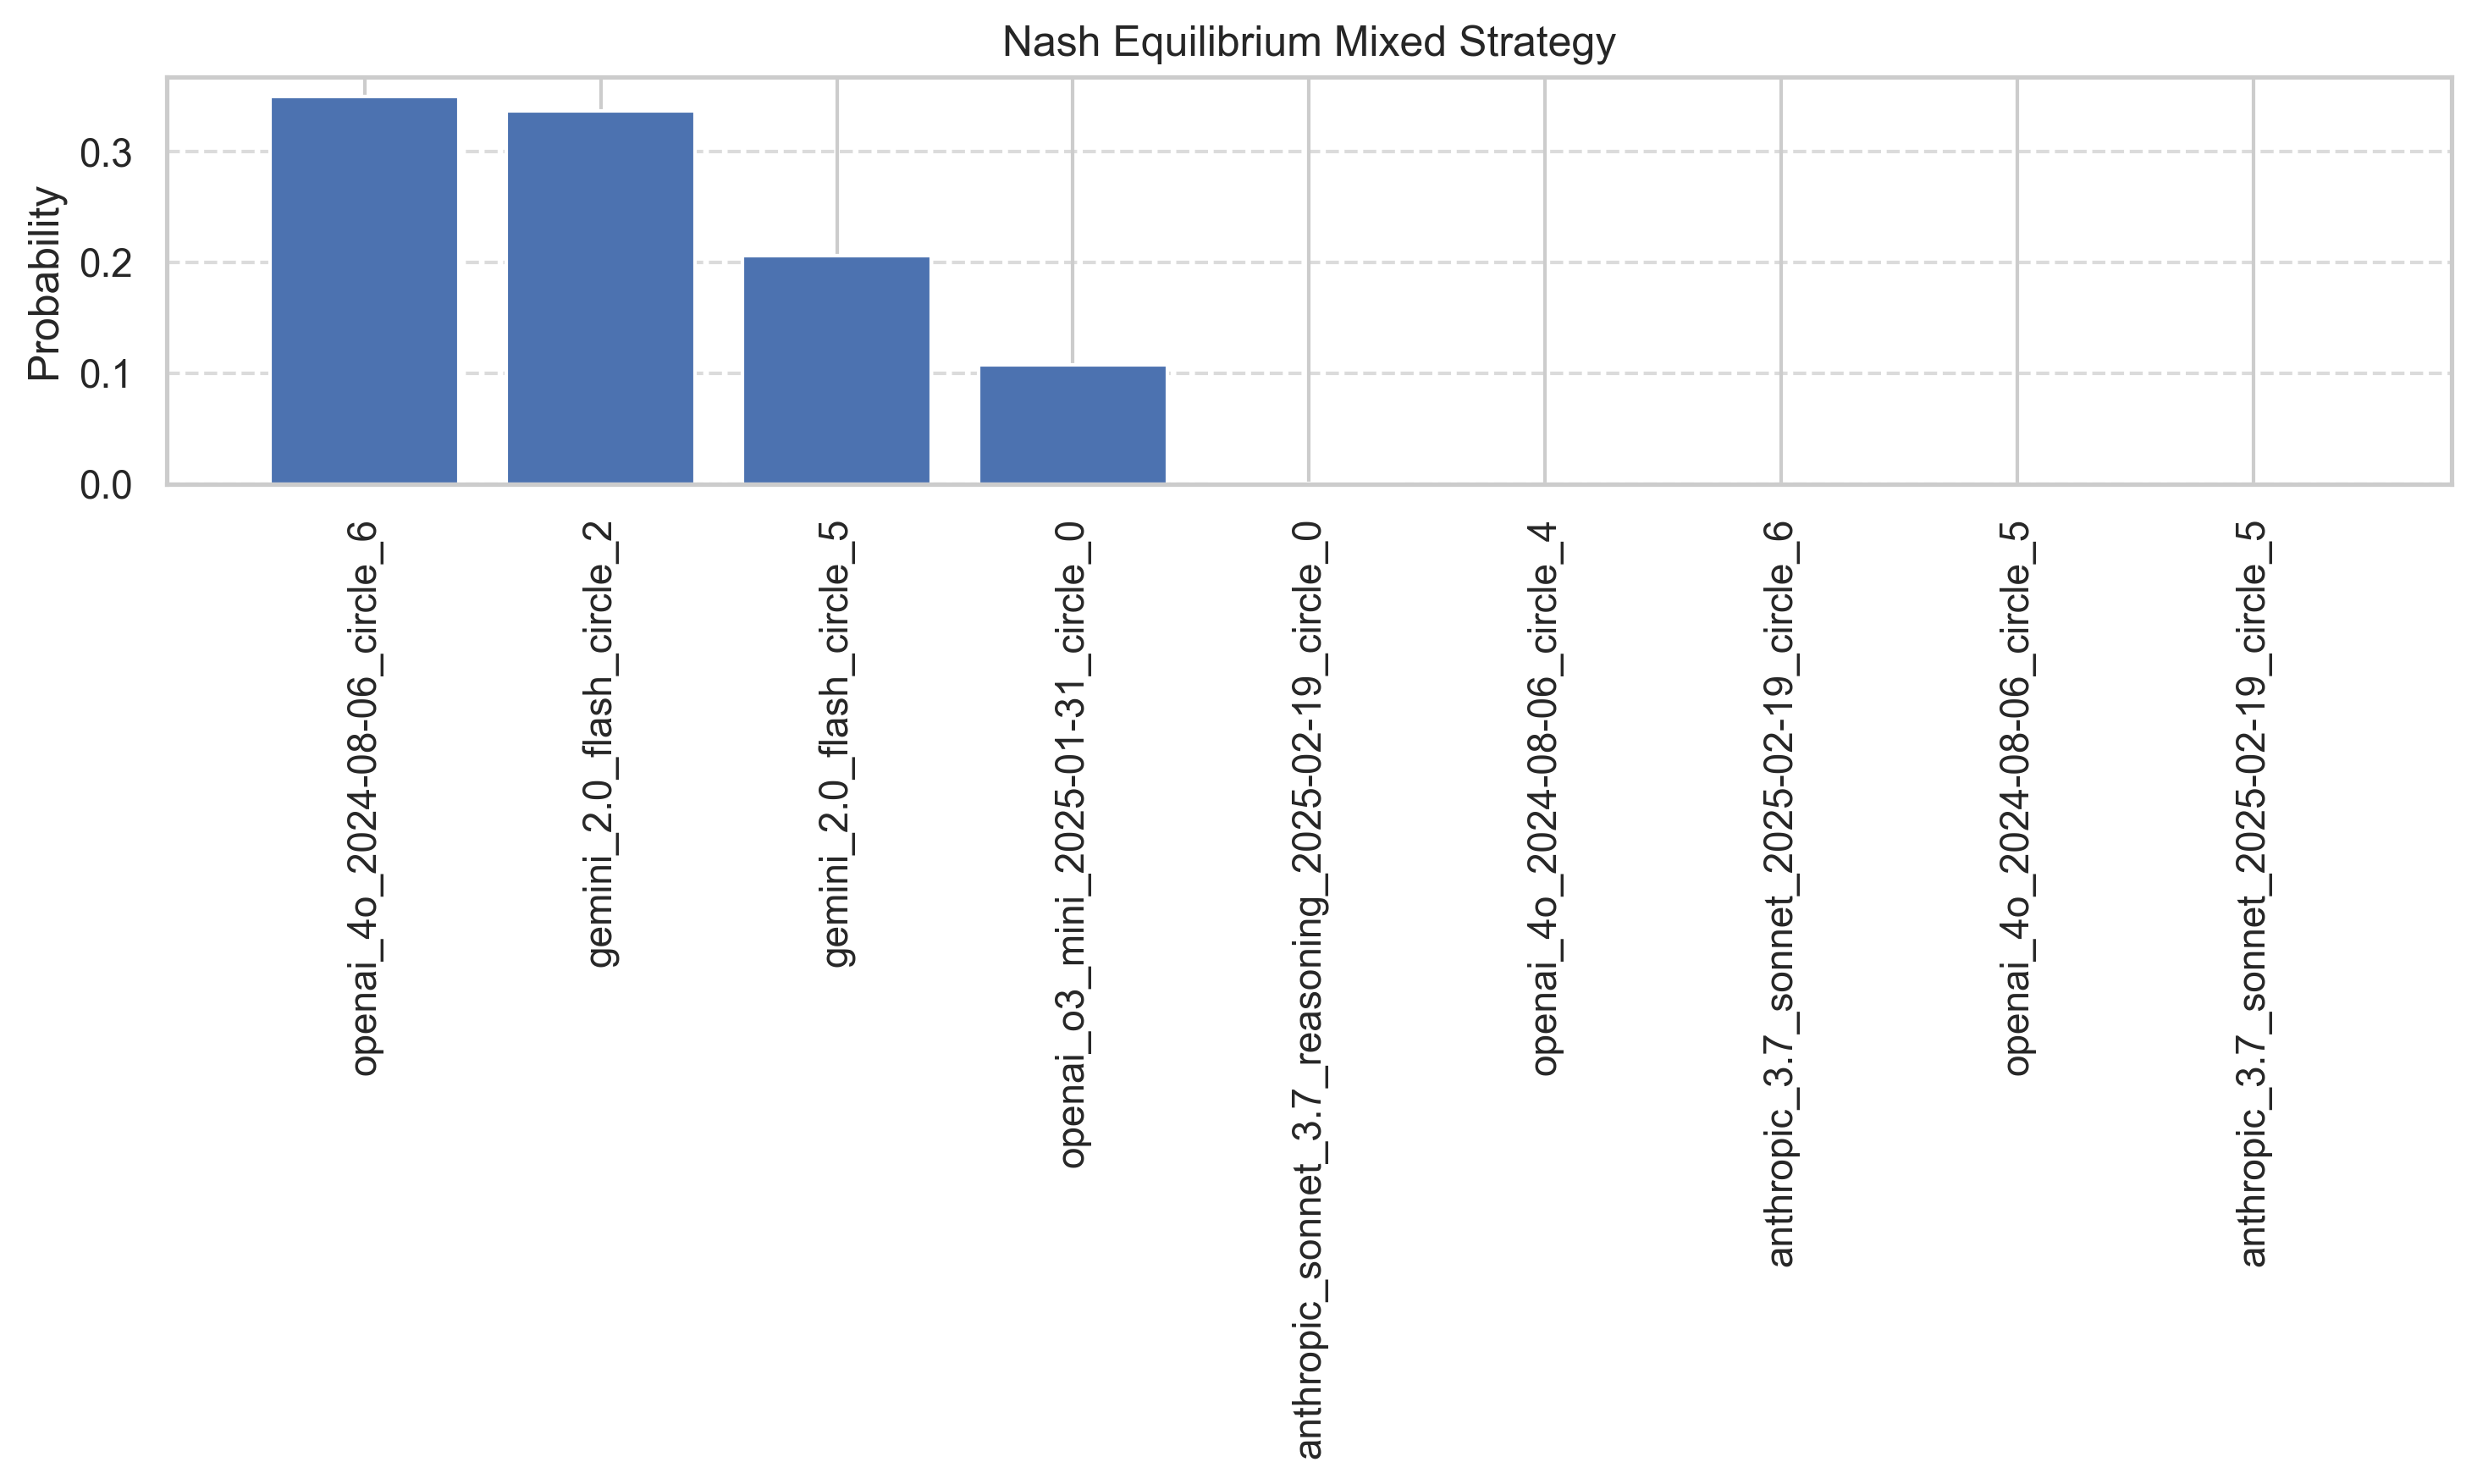 Nash Equilibrium Mixed Strategy
Probability
0.3
0.2
0.1
0.0
openai_4o_2024-08-06_circle_6
gemini_2.0_flash_circle_2
gemini_2.0_flash_circle_5
openai_o3_mini_2025-01-31_circle_0
anthropic_sonnet_3.7_reasoning_2025-02-19_circle_0
openai_4o_2024-08-06_circle_4
anthropic_3.7_sonnet_2025-02-19_circle_6
openai_4o_2024-08-06_circle_5
anthropic_3.7_sonnet_2025-02-19_circle_5